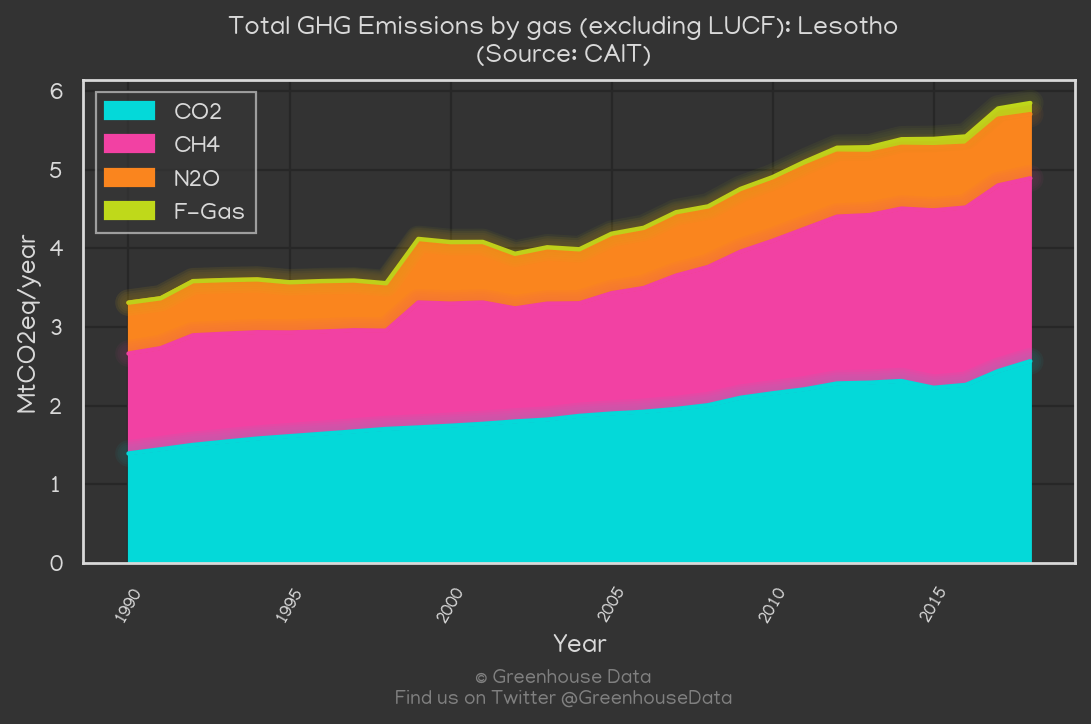 Total GHG Emissions by gas (excluding LUCF): Lesotho
(Source: CAIT)
CO2
CH4
N2O
F-Gas
MtCO2eq/year
6
5
4
3
2
1
0
1990
1995
2000
2005
2010
2015
Year
© Greenhouse Data
Find us on Twitter @GreenhouseData